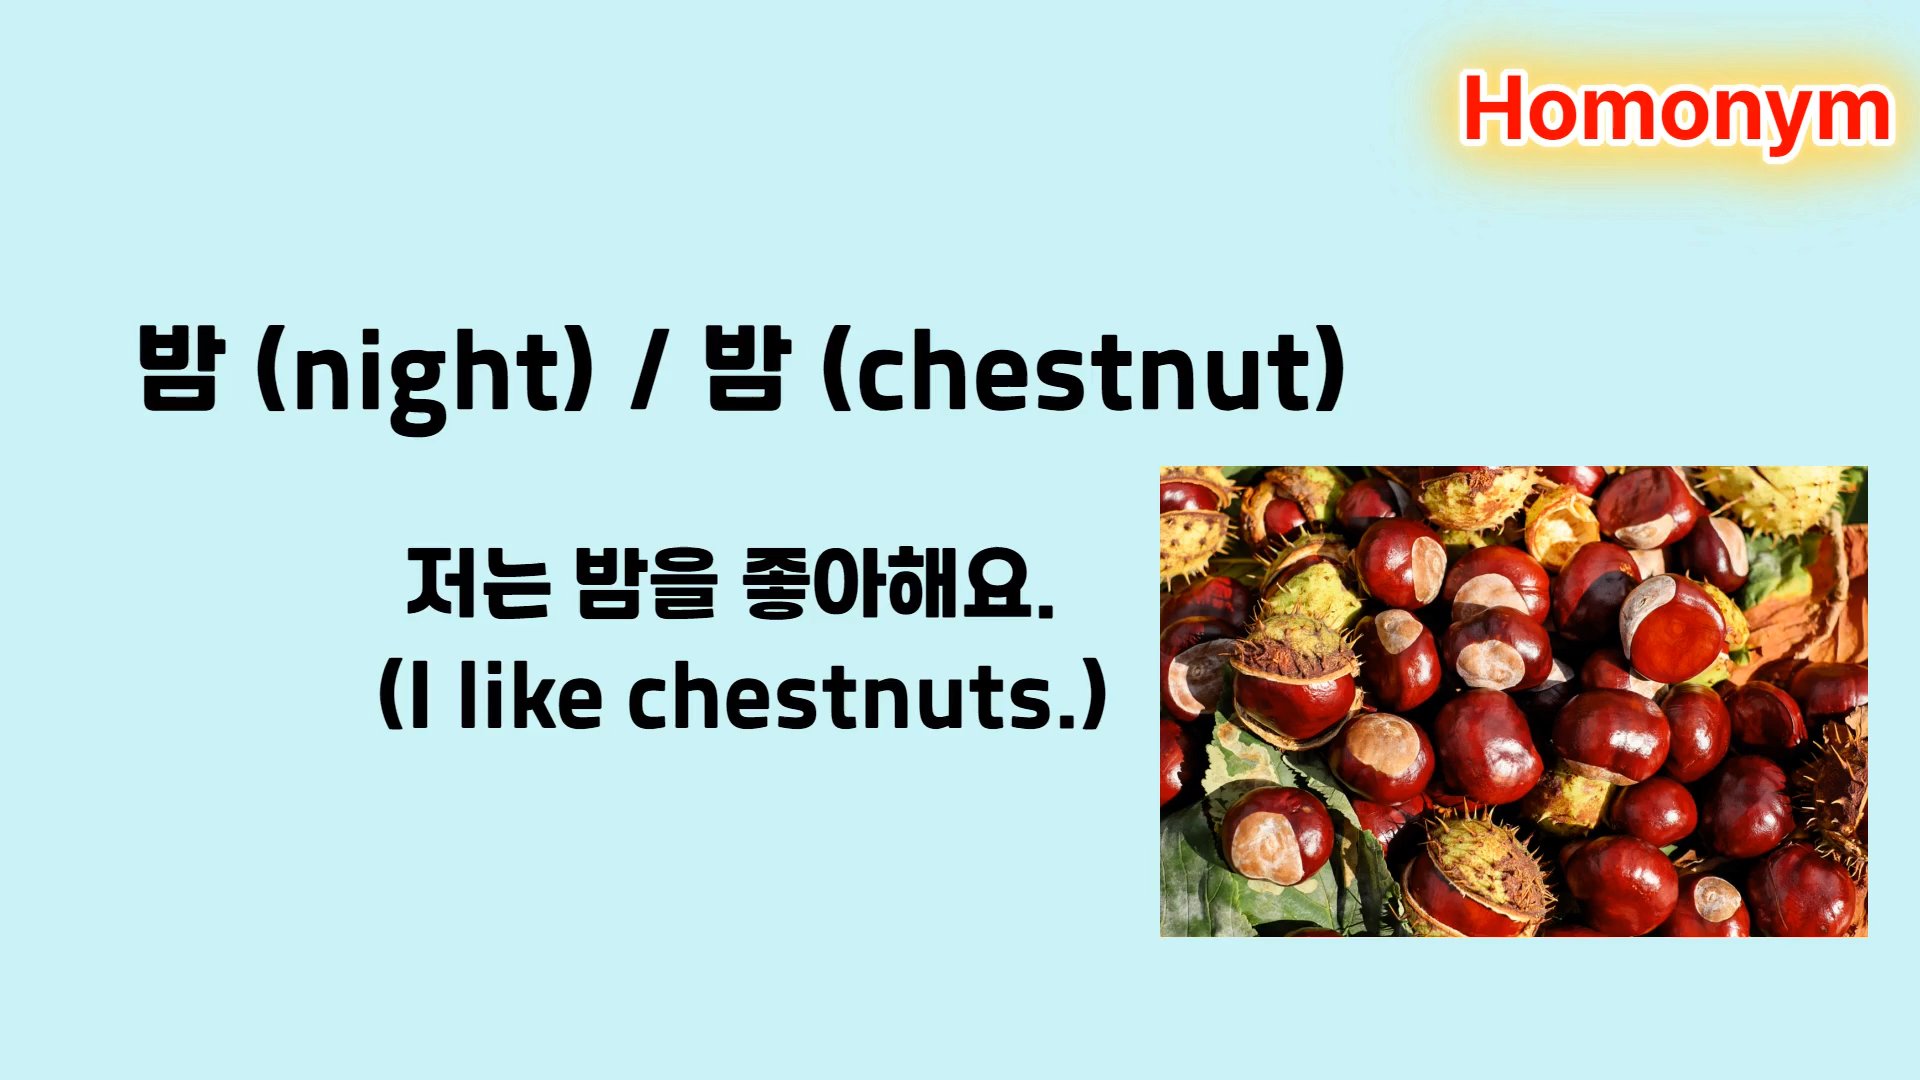 Homonym
밤 (night) / 밤 (chestnut)
저는 밤을 좋아해요.
(I like chestnuts.)